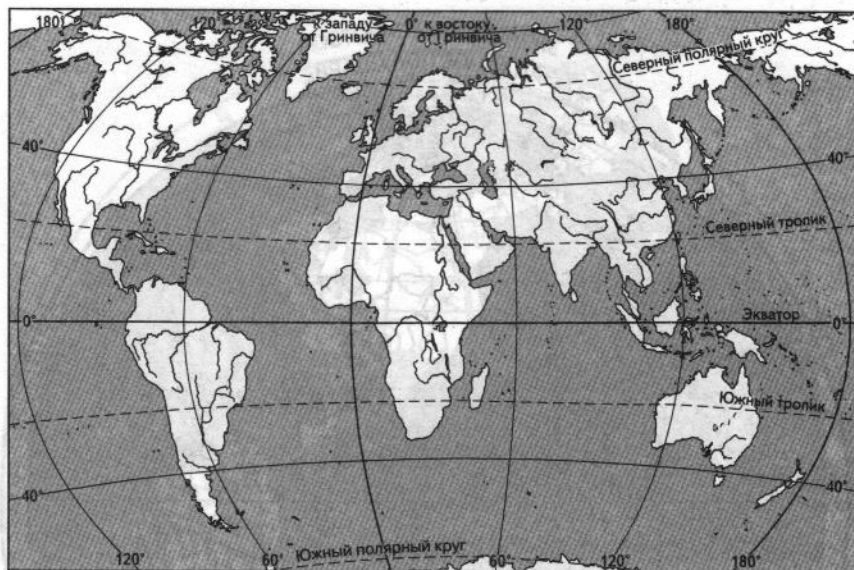 180°
120°
к западу
от Гринвича
0°
к востоку
от Гринвича
120°
180°
Северный полярный круг
40°
40°
Северный тропик
0°
Экватор
0°
Южный тропик
40°
40°
Южный полярный круг
120°
60°
60°
120°
180°